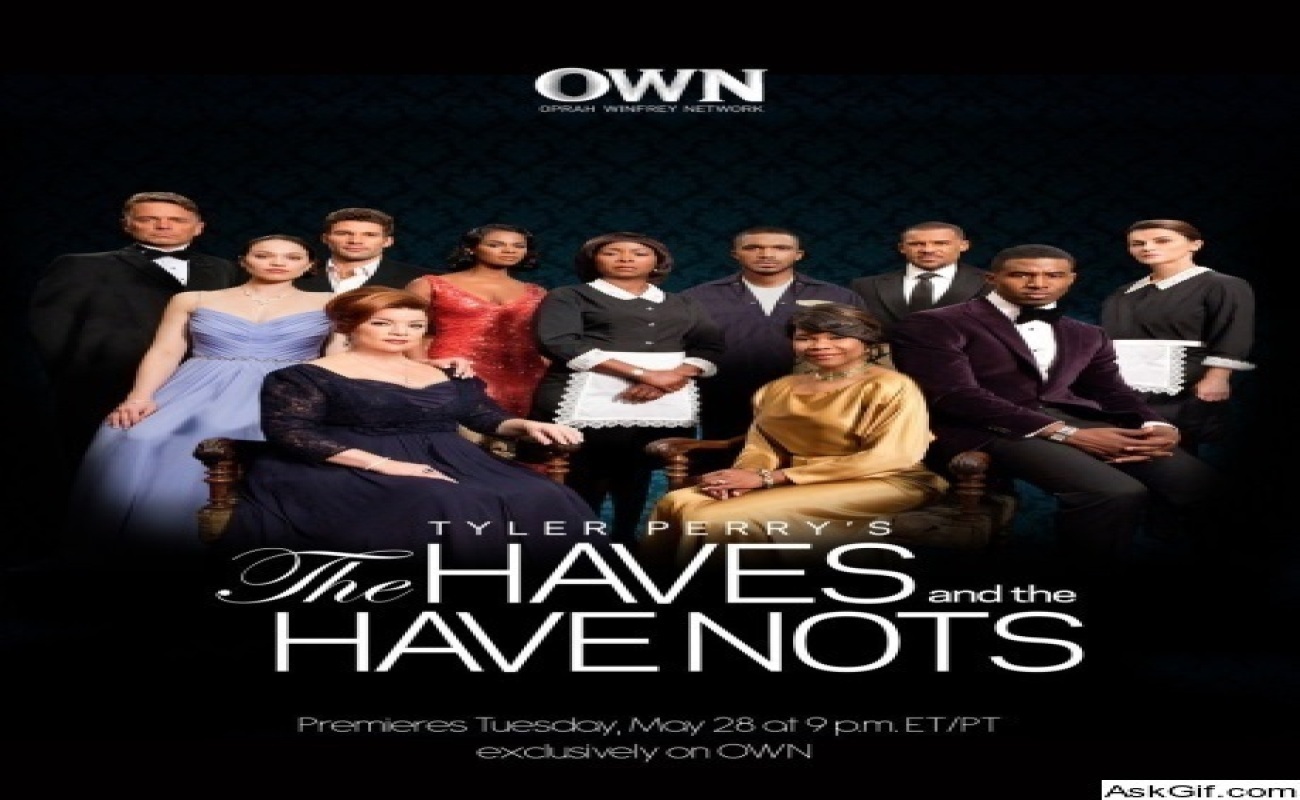 OWN
OPRAH WINFREY NETWORK
TYLER PERRY'S
The HAVES and the
HAVE NOTS
Premieres Tuesday, May 28 at 9 p.m. ET/PT
exclusively on OWN
AskGif.com